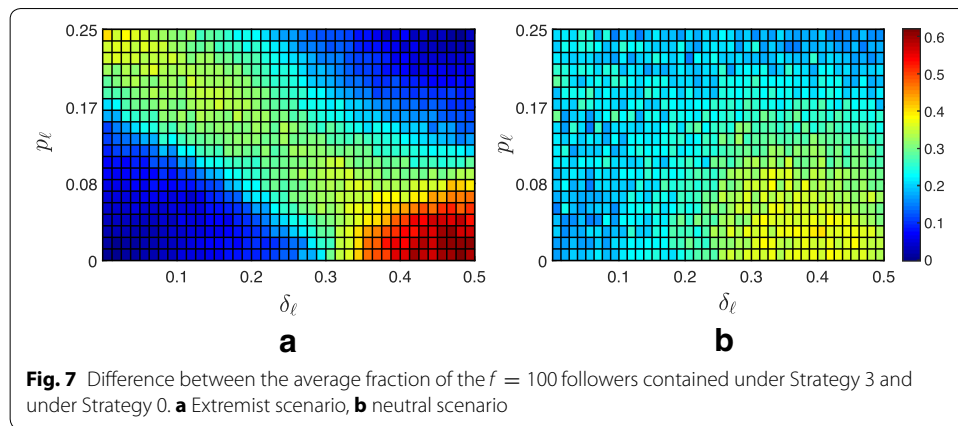 0.25
0.17
0.08
0
pℓ
0.1 0.2 0.3 0.4 0.5
δℓ
a
0.25
0.17
0.08
0
pℓ
0.1 0.2 0.3 0.4 0.5
δℓ
b
0.6
0.5
0.4
0.3
0.2
0.1
0
Fig. 7 Difference between the average fraction of the f = 100 followers contained under Strategy 3 and
under Strategy 0. a Extremist scenario, b neutral scenario